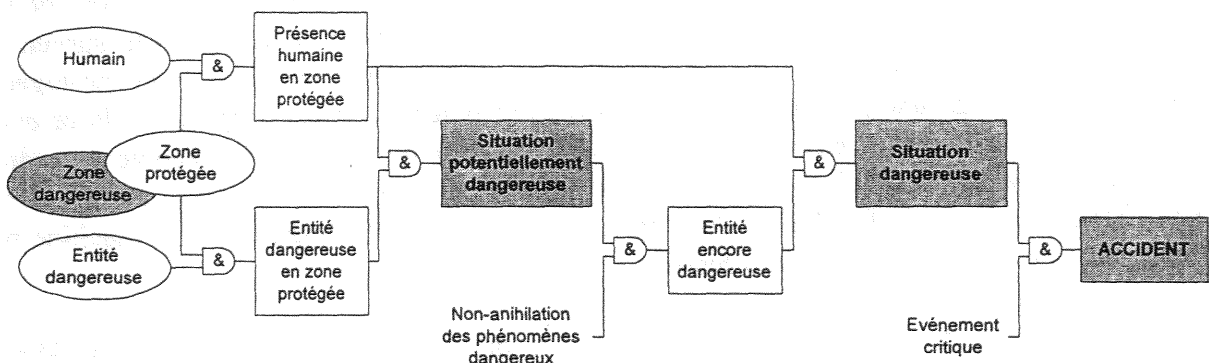 Humain
&
Présence
humaine
en zone
protégée
Zone
protégée
Zone
dangereuse
Entité
dangereuse
&
Entité
dangereuse
en zone
protégée
&
Situation
potentiellement
dangereuse
Non-anihilation
des phénomènes
dangereux
&
Entité
encore
dangereuse
&
Situation
dangereuse
Evénement
critique
&
ACCIDENT